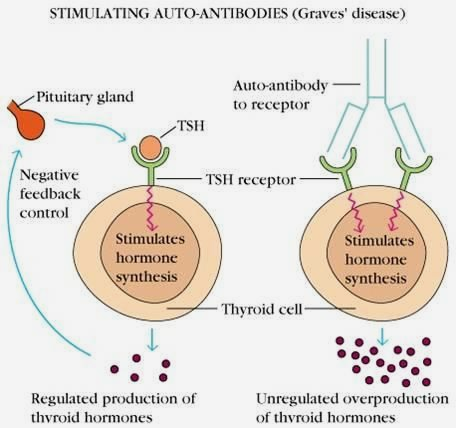 STIMULATING AUTO-ANTIBODIES (Graves' disease)
Pituitary gland
TSH
Auto-antibody
to receptor
Negative
feedback
control
TSH receptor
Stimulates
hormone
synthesis
Stimulates
hormone
synthesis
Thyroid cell
Regulated production of
thyroid hormones
Unregulated overproduction
of thyroid hormones